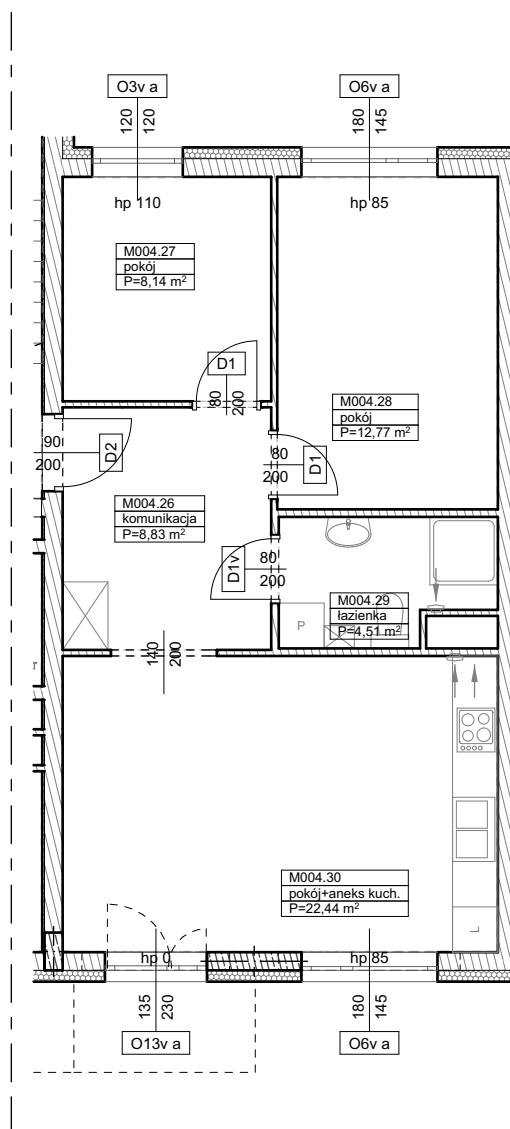 O3v a
O6v a
120
120
180
145
hp 110
hp 85
M004.27
pokój
P=8,14 m²
D1
80
200
M004.28
pokój
P=12,77 m²
90
200
D2
80
200
D1
M004.26
komunikacja
P=8,83 m²
D1v
80
200
M004.29
łazienka
P=4,51 m²
P
140
200
M004.30
pokój+aneks kuch.
P=22,44 m²
L
hp 0
hp 85
135
230
180
145
O13v a
O6v a